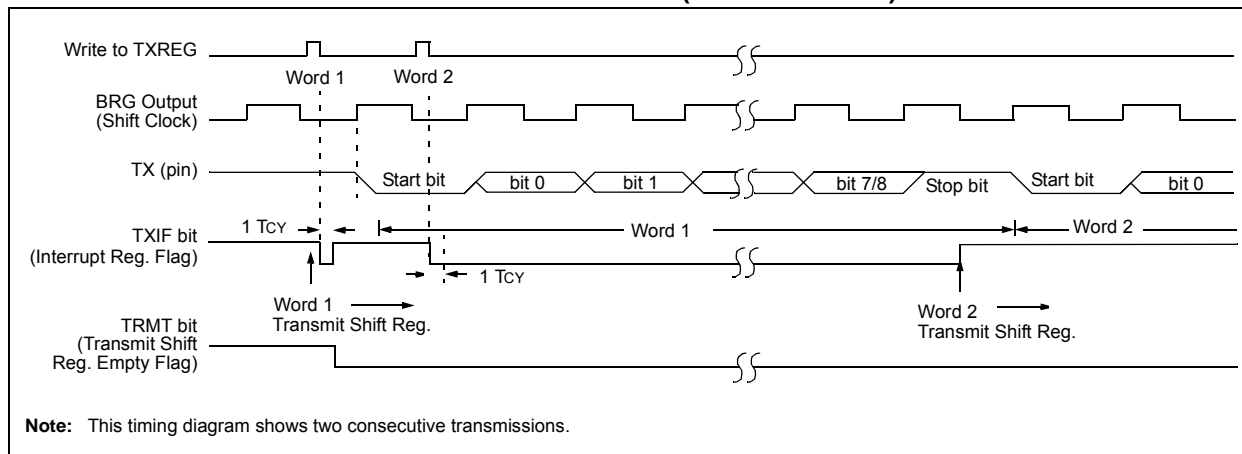 Write to TXREG
Word 1
Word 2
BRG Output
(Shift Clock)
TX (pin)
Start bit
bit 0
bit 1
bit 7/8
Stop bit
Start bit
bit 0
1 TCY
Word 1
Word 2
TXIF bit
(Interrupt Reg. Flag)
1 TCY
Word 1
Transmit Shift Reg.
Word 2
Transmit Shift Reg.
TRMT bit
(Transmit Shift
Reg. Empty Flag)
Note: This timing diagram shows two consecutive transmissions.